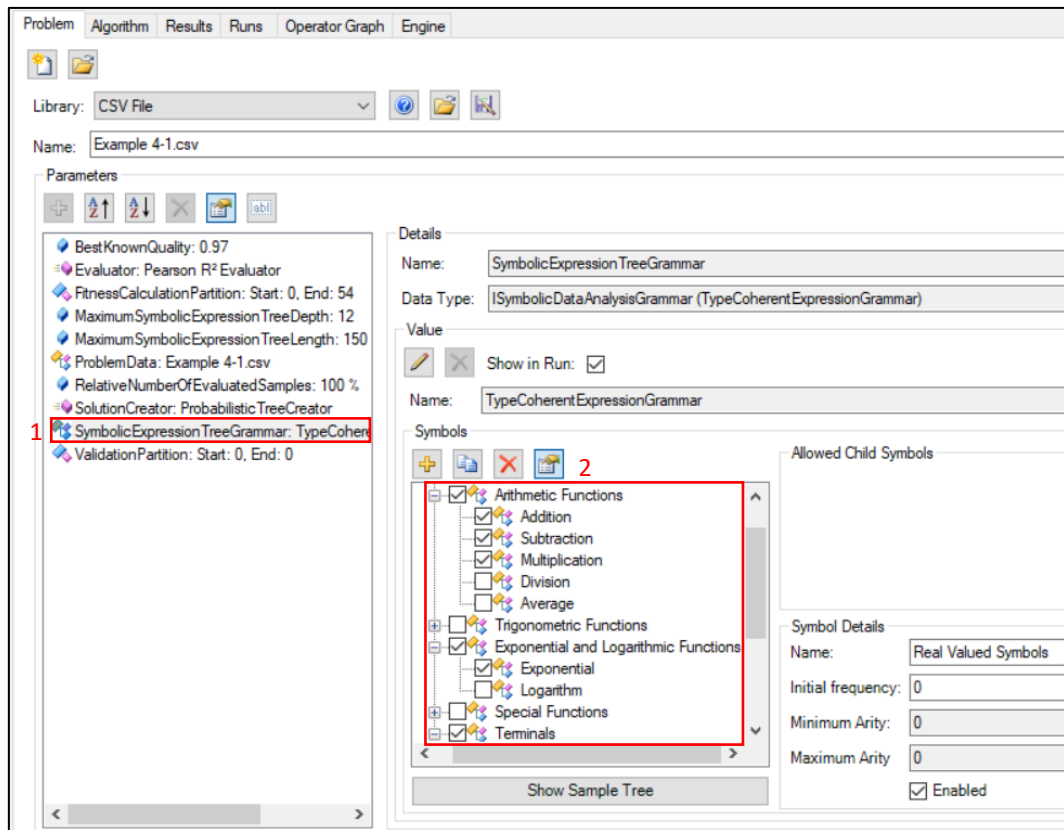 Problem Algorithm Results Runs Operator Graph Engine
Library: CSV File
Name: Example 4-1.csv
Parameters
BestKnownQuality: 0.97
Evaluator: Pearson R² Evaluator
FitnessCalculationPartition: Start: 0, End: 54
MaximumSymbolicExpressionTreeDepth: 12
MaximumSymbolicExpressionTreeLength: 150
ProblemData: Example 4-1.csv
RelativeNumberOfEvaluatedSamples: 100 %
SolutionCreator: ProbabilisticTreeCreator
1 SymbolicExpressionTreeGrammar: TypeCohere
ValidationPartition: Start: 0, End: 0
Details
Name: SymbolicExpressionTreeGrammar
Data Type: ISymbolicDataAnalysisGrammar (TypeCoherentExpressionGrammar)
Value
Show in Run:
Name: TypeCoherentExpressionGrammar
Symbols
2
Arithmetic Functions
Addition
Subtraction
Multiplication
Division
Average
Trigonometric Functions
Exponential and Logarithmic Functions
Exponential
Logarithm
Special Functions
Terminals
Show Sample Tree
Allowed Child Symbols
Symbol Details
Name: Real Valued Symbols
Initial frequency: 0
Minimum Arity: 0
Maximum Arity 0
Enabled